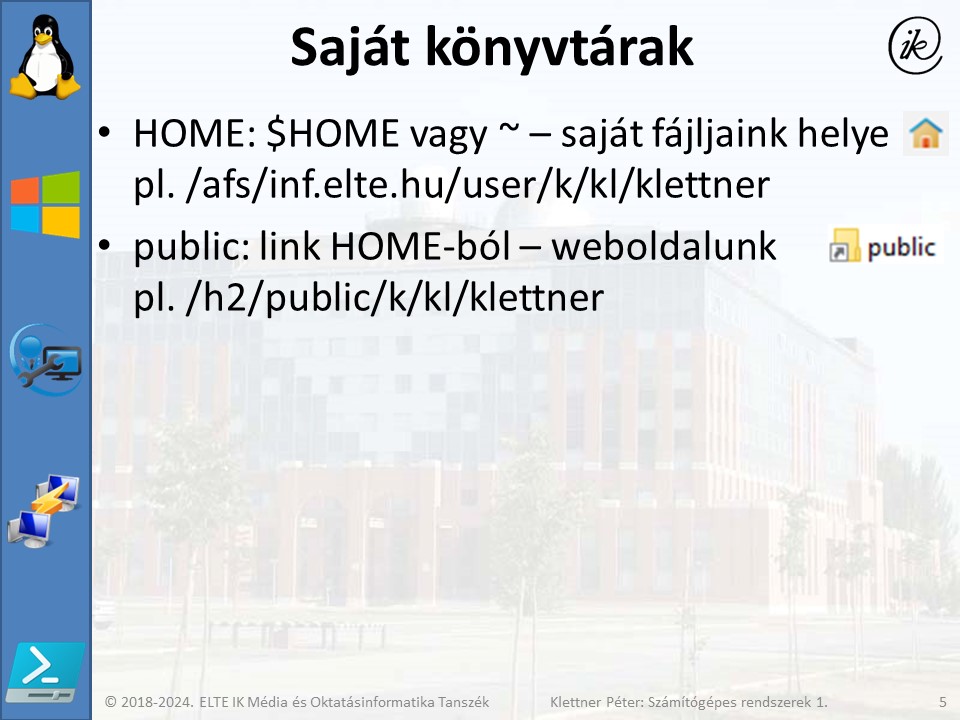 Saját könyvtárak
ik
• HOME: $HOME vagy ~ – saját fájljaink helye
pl. /afs/inf.elte.hu/user/k/kl/klettner
• public: link HOME-ból – weboldalunk
public
pl. /h2/public/k/kl/klettner
© 2018-2024. ELTE IK Média és Oktatásinformatika Tanszék
Klettner Péter: Számítógépes rendszerek 1.
5